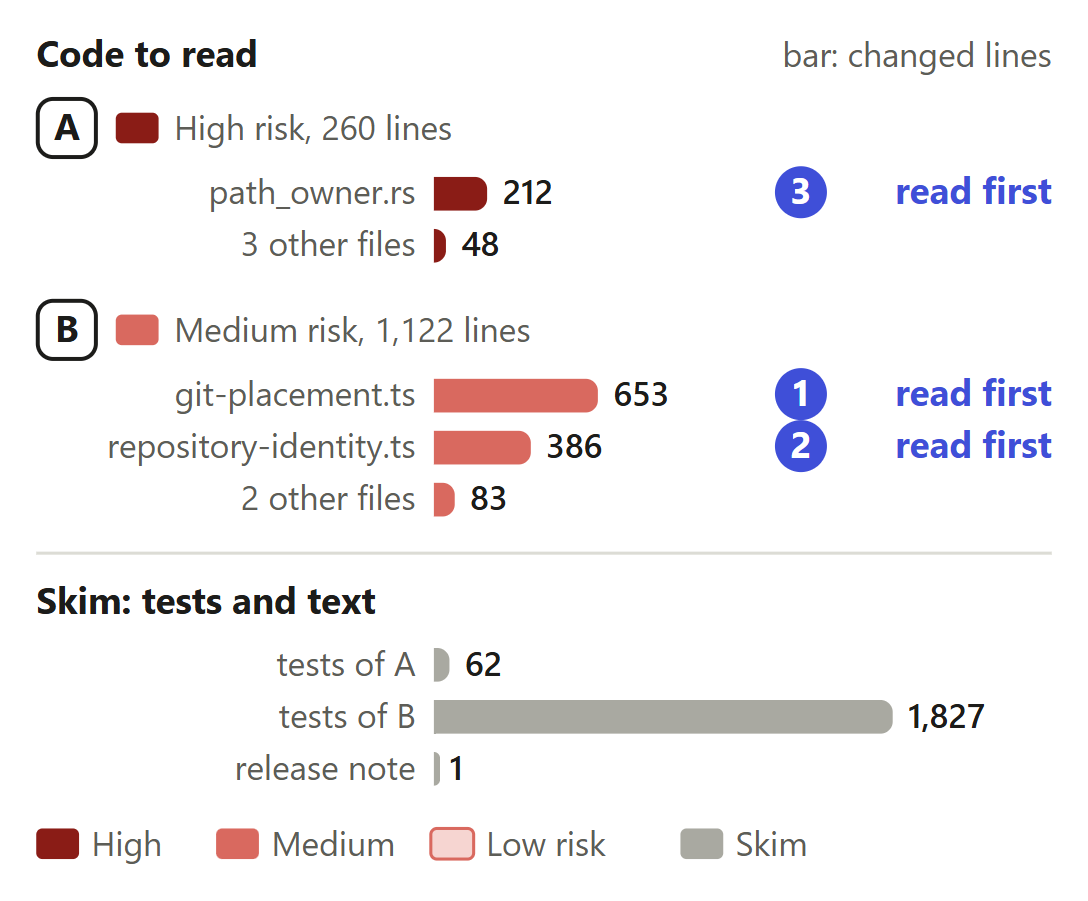 Code to read bar: changed lines
A High risk, 260 lines
path_owner.rs 212 3 read first
3 other files 48
B Medium risk, 1,122 lines
git-placement.ts 653 1 read first
repository-identity.ts 386 2 read first
2 other files 83
Skim: tests and text
tests of A 62
tests of B 1,827
release note 1
High Medium Low risk Skim